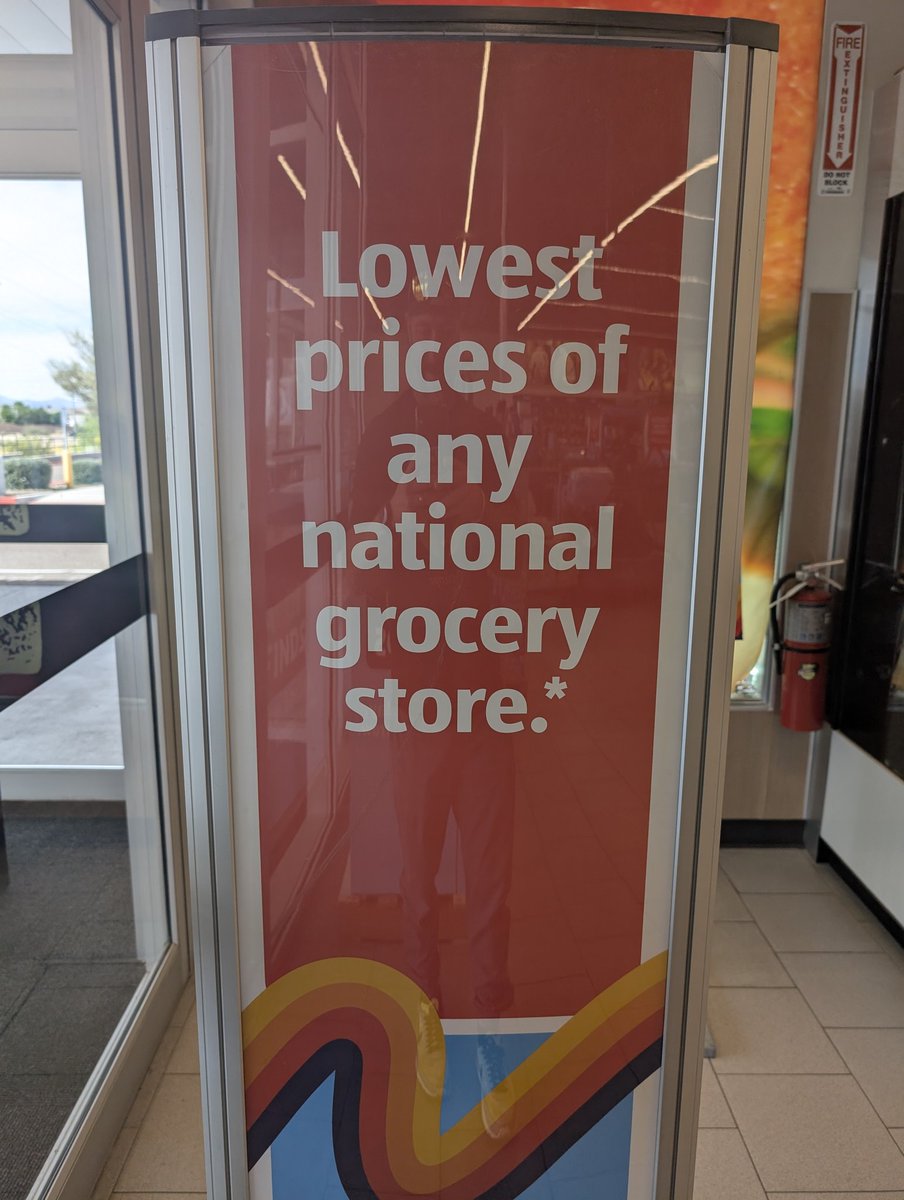 Lowest
prices of
any
national
grocery
store.*
FIRE
EXTINGUISHER
DO NOT
BLOCK